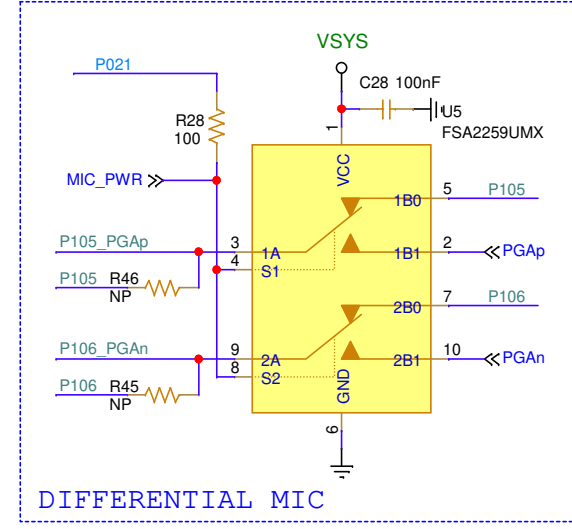 VSYS
P021
C28 100nF
R28
100
U5
FSA2259UMX
1
VCC
MIC_PWR
5
P105
1B0
P105_PGAp
3
1A
2
PGAp
1B1
4
S1
P105
R46
NP
7
P106
2B0
P106_PGAn
9
2A
10
PGAn
2B1
8
S2
P106
R45
NP
GND
6
DIFFERENTIAL MIC